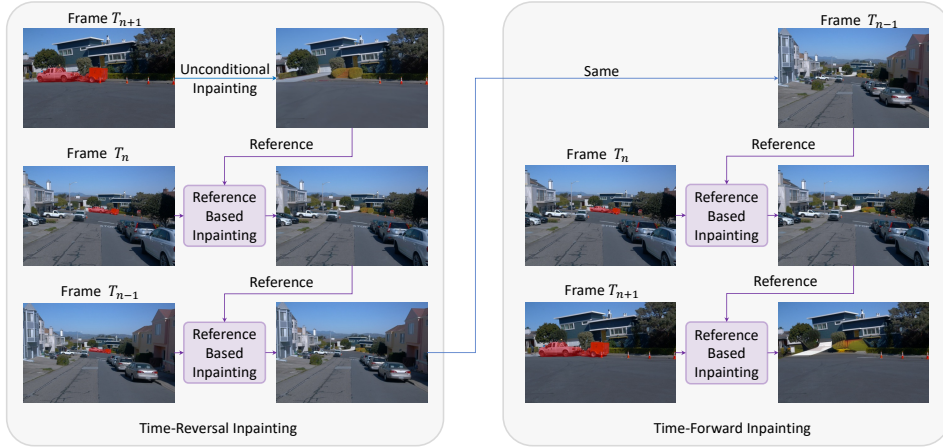 Frame $T_{n+1}$
Unconditional
Inpainting
Reference
Frame $T_n$
Reference
Based
Inpainting
Reference
Frame $T_{n-1}$
Reference
Based
Inpainting
Time-Reversal Inpainting
Same
Frame $T_{n-1}$
Reference
Frame $T_n$
Reference
Based
Inpainting
Reference
Frame $T_{n+1}$
Reference
Based
Inpainting
Time-Forward Inpainting